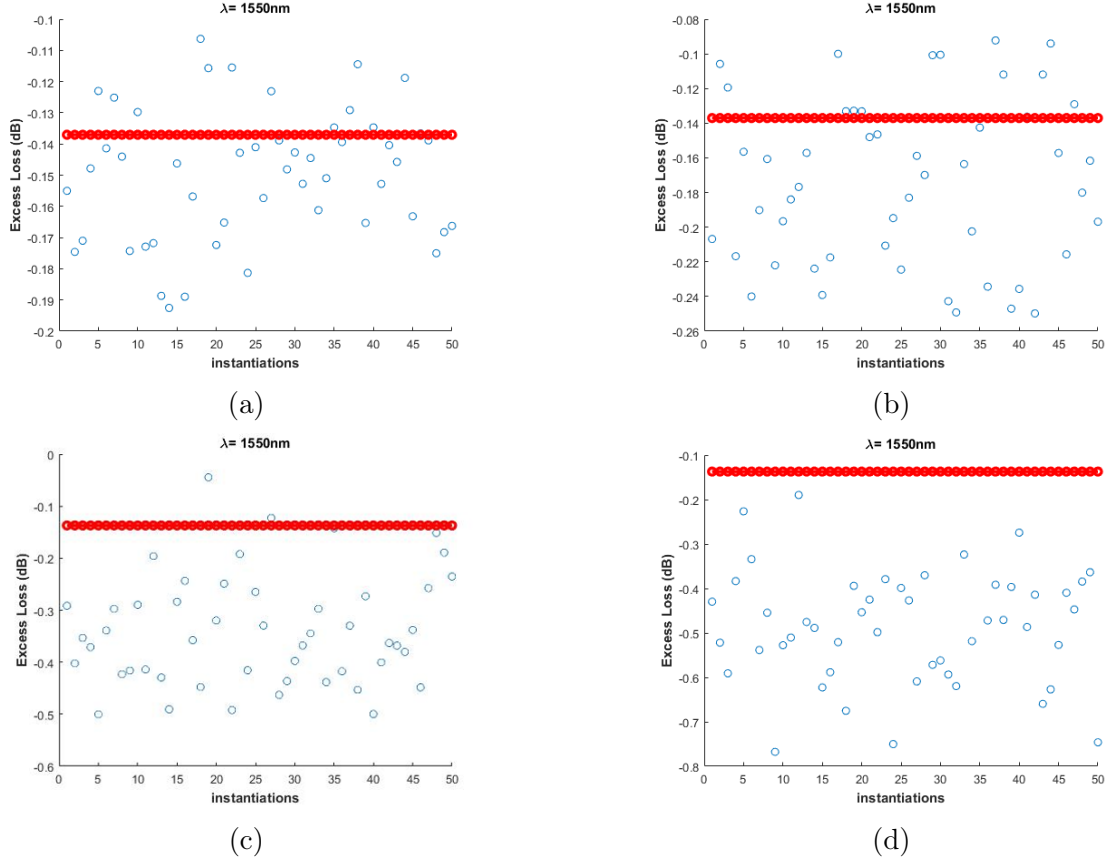 λ= 1550nm
-0.1
-0.11
-0.12
-0.13
-0.14
-0.15
-0.16
-0.17
-0.18
-0.19
-0.2
Excess Loss (dB)
0 5 10 15 20 25 30 35 40 45 50
instantiations
(a)
λ= 1550nm
-0.08
-0.1
-0.12
-0.14
-0.16
-0.18
-0.2
-0.22
-0.24
-0.26
Excess Loss (dB)
0 5 10 15 20 25 30 35 40 45 50
instantiations
(b)
λ= 1550nm
0
-0.1
-0.2
-0.3
-0.4
-0.5
-0.6
Excess Loss (dB)
0 5 10 15 20 25 30 35 40 45 50
instantiations
(c)
λ= 1550nm
-0.1
-0.2
-0.3
-0.4
-0.5
-0.6
-0.7
-0.8
Excess Loss (dB)
0 5 10 15 20 25 30 35 40 45 50
instantiations
(d)